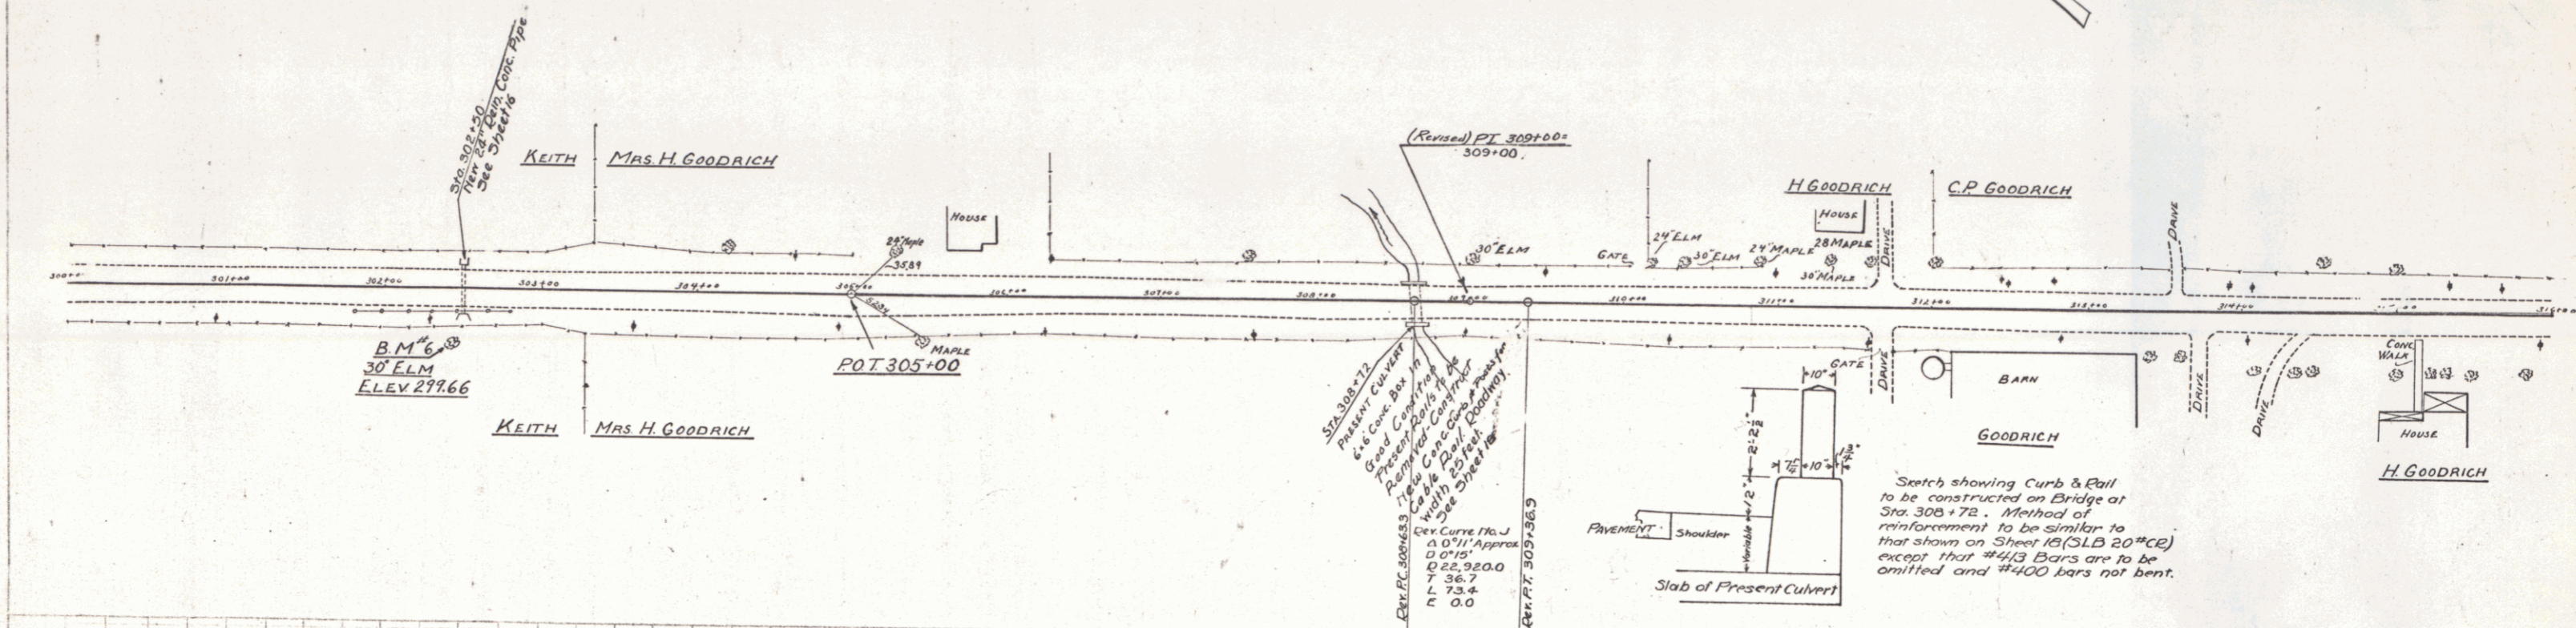 Sta. 302+50
New 24" Rein. Conc. Pipe
See Sheet 16
KEITH
MRS. H. GOODRICH
HOUSE
24" Maple
35.89
(Revised) PI 309+00=
309+00.
30" ELM
GATE
24" ELM
30" ELM
24" MAPLE
28 MAPLE
30" MAPLE
H GOODRICH
HOUSE
DRIVE
C.P. GOODRICH
DRIVE
301+00
302+00
303+00
304+00
305+00
306+00
307+00
308+00
309+00
310+00
311+00
312+00
313+00
314+00
B.M #6
30" ELM
ELEV 299.66
P.O.T. 305+00
MAPLE
KEITH
MRS. H. GOODRICH
STA. 308+72
PRESENT CULVERT
6'x6' Conc. Box in
Good Condition
Present Rails to be
Removed-Construct
New Conc. Curb & Posts for
Cable Rail. Roadway
width 25 feet.
See Sheet 18
Rev. P.C. 308+63.3
Rev. Curve No. J
Δ 0°11' Approx
D 0°15'
R 22,920.0
T 36.7
L 73.4
E 0.0
Rev. P.T. 309+36.9
GATE
DRIVE
BARN
GOODRICH
DRIVE
DRIVE
CONC
WALK
HOUSE
H. GOODRICH
10"
2'-2½"
10"
Variable
12"
PAVEMENT
Shoulder
Slab of Present Culvert
Sketch showing Curb & Rail
to be constructed on Bridge at
Sta. 308+72. Method of
reinforcement to be similar to
that shown on Sheet 18 (SLB 20 #CR)
except that #413 Bars are to be
omitted and #400 bars not bent.